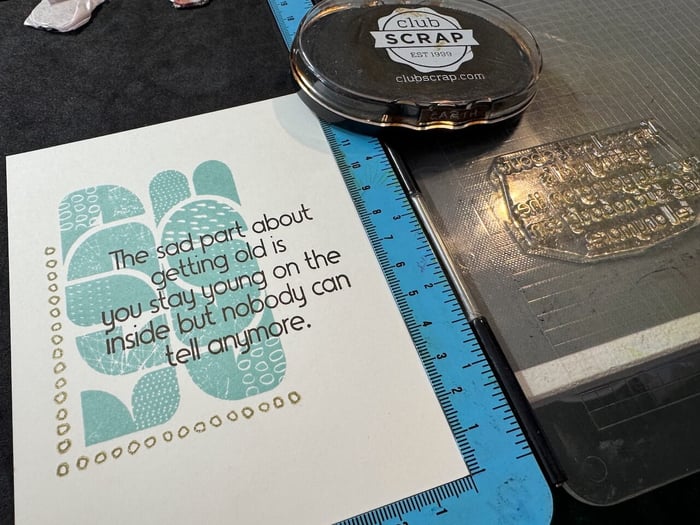 club
SCRAP
EST 1999
clubscrap.com
EARTH
The sad part about
getting old is
you stay young on the
inside but nobody can
tell anymore.